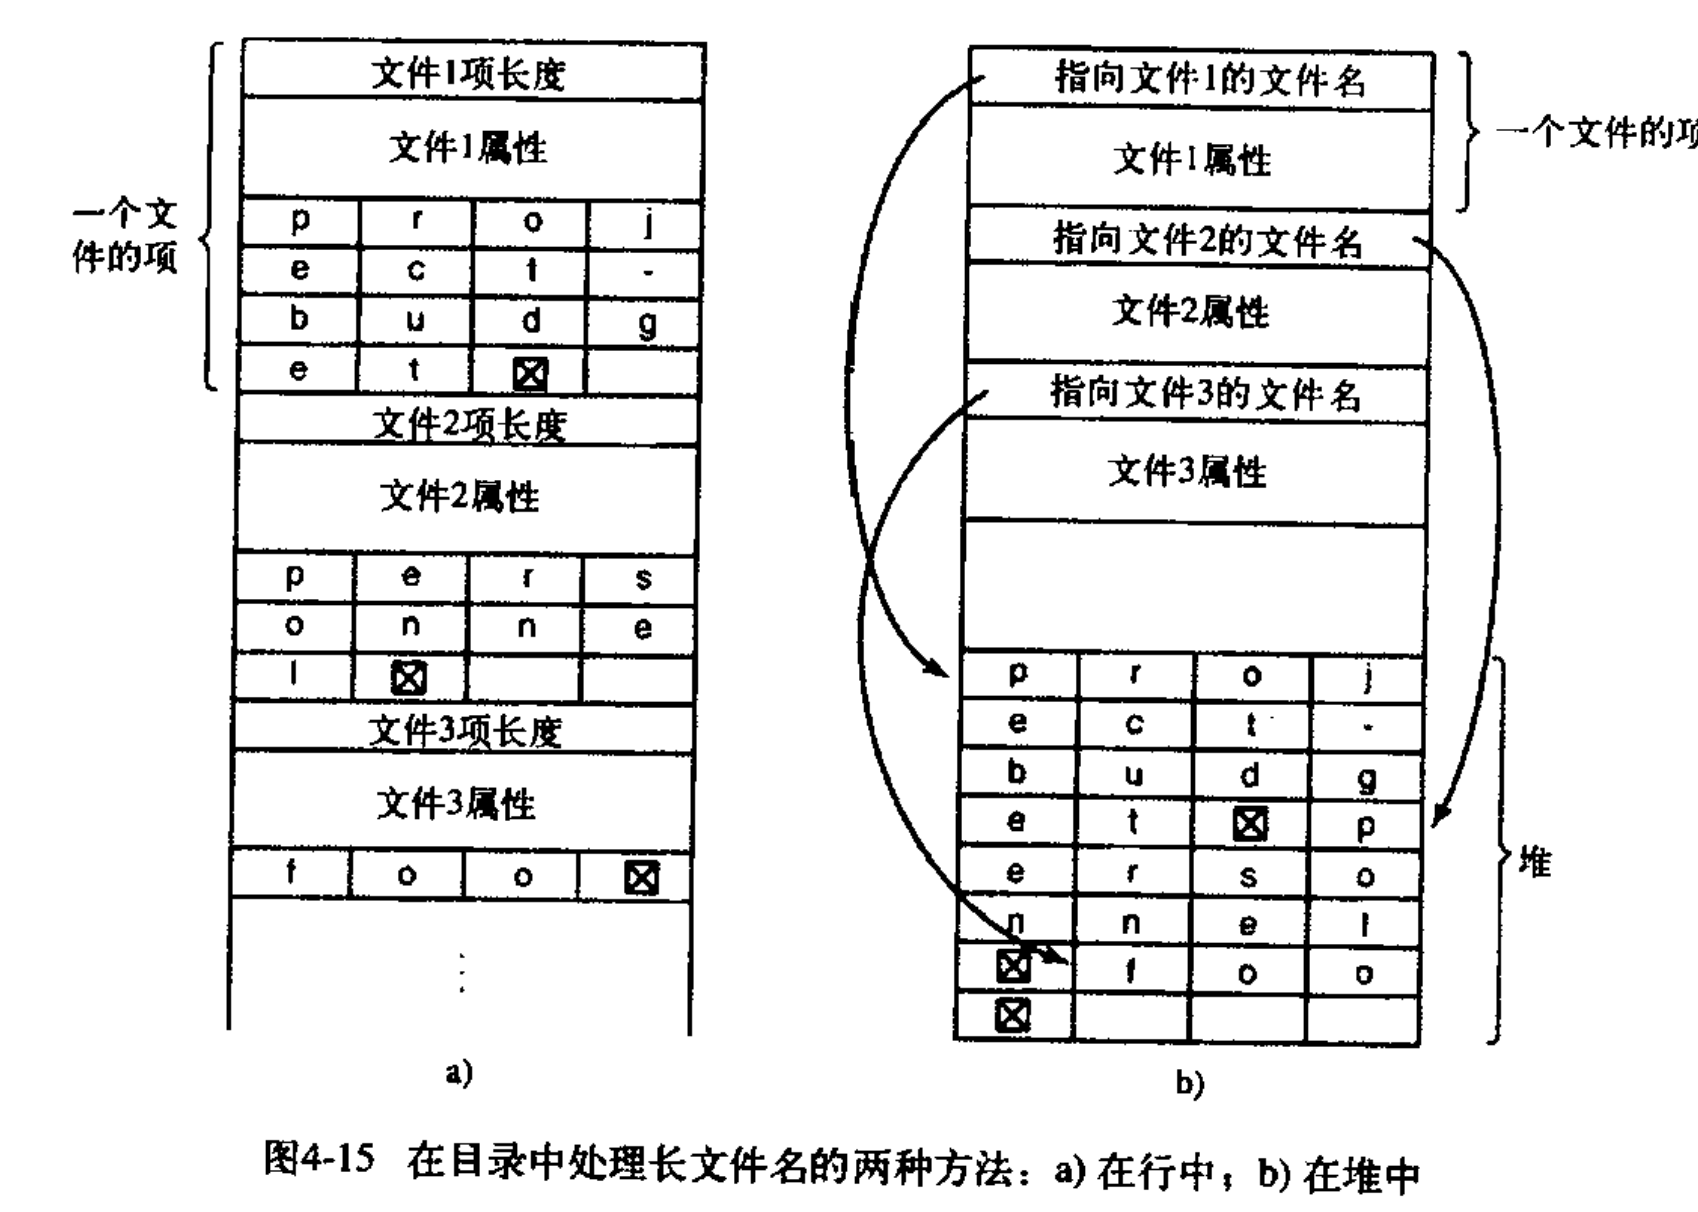 文件1项长度
文件1属性
一个文
件的项
p r o j
e c t -
b u d g
e t ☒
文件2项长度
文件2属性
p e r s
o n n e
l ☒
文件3项长度
文件3属性
f o o ☒
⋮
a)
指向文件1的文件名
文件1属性
一个文件的项
指向文件2的文件名
文件2属性
指向文件3的文件名
文件3属性
p r o j
e c t -
b u d g
e t ☒ p
e r s o
n n e l
☒ f o o
☒
堆
b)
图4-15 在目录中处理长文件名的两种方法：a) 在行中；b) 在堆中